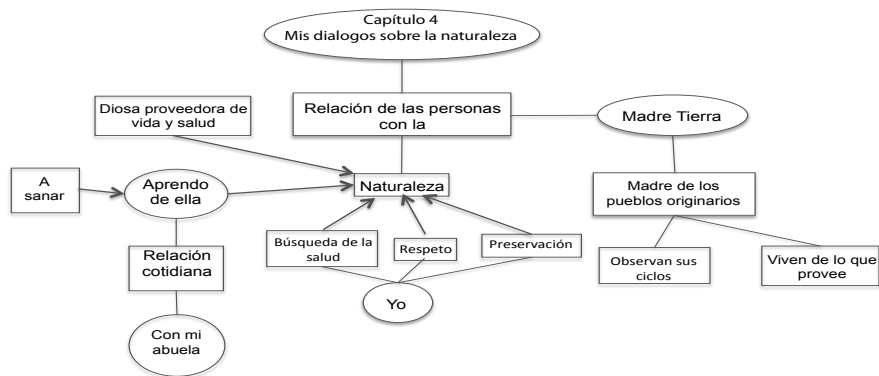 Capítulo 4
Mis dialogos sobre la naturaleza
Relación de las personas
con la
Diosa proveedora de
vida y salud
Madre Tierra
A
sanar
Aprendo
de ella
Naturaleza
Madre de los
pueblos originarios
Relación
cotidiana
Búsqueda de la
salud
Respeto
Preservación
Observan sus
ciclos
Viven de lo que
provee
Yo
Con mi
abuela